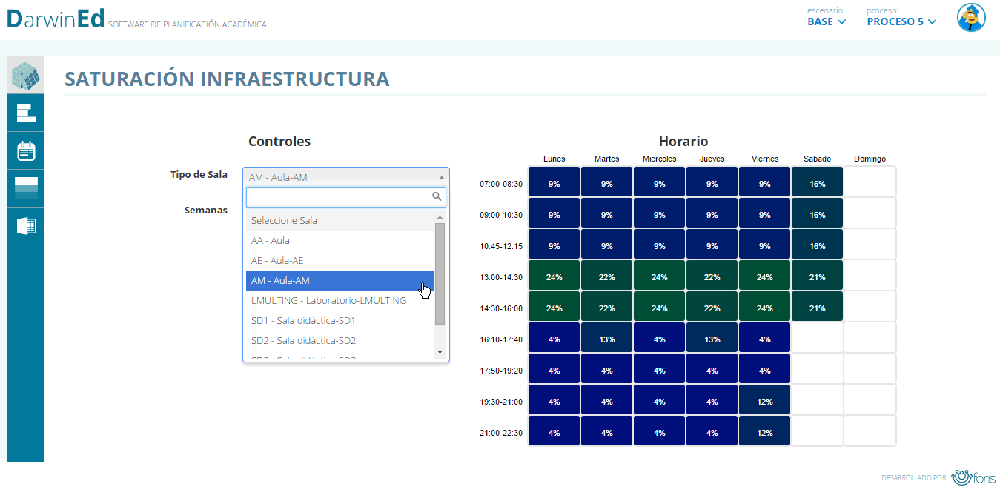 DarwinEd SOFTWARE DE PLANIFICACIÓN ACADÉMICA
escenario: proceso:
BASE PROCESO 5
SATURACIÓN INFRAESTRUCTURA
Controles
Tipo de Sala AM - Aula-AM
Semanas
Seleccione Sala
AA - Aula
AE - Aula-AE
AM - Aula-AM
LMULTING - Laboratorio-LMULTING
SD1 - Sala didáctica-SD1
SD2 - Sala didáctica-SD2
Horario
Lunes Martes Miércoles Jueves Viernes Sábado Domingo
07:00-08:30 9% 9% 9% 9% 9% 16%
09:00-10:30 9% 9% 9% 9% 9% 16%
10:45-12:15 9% 9% 9% 9% 9% 16%
13:00-14:30 24% 22% 24% 22% 24% 21%
14:30-16:00 24% 22% 24% 22% 24% 21%
16:10-17:40 4% 13% 4% 13% 4%
17:50-19:20 4% 4% 4% 4% 4%
19:30-21:00 4% 4% 4% 4% 12%
21:00-22:30 4% 4% 4% 4% 12%
DESARROLLADO POR foris